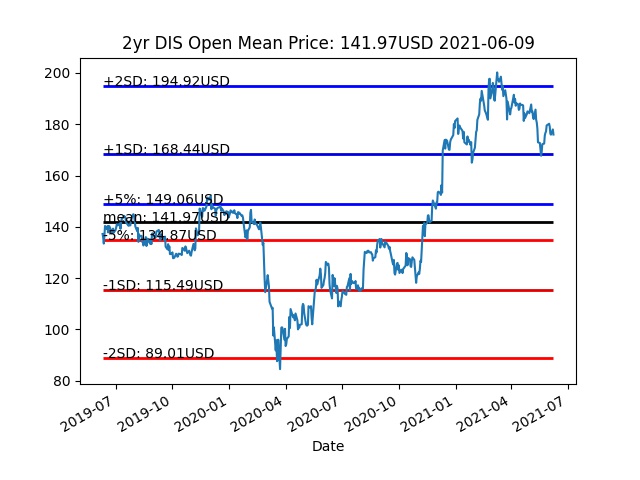 2yr DIS Open Mean Price: 141.97USD 2021-06-09
200
180
160
140
120
100
80
+2SD: 194.92USD
+1SD: 168.44USD
+5%: 149.06USD
mean: 141.97USD
-5%: 134.87USD
-1SD: 115.49USD
-2SD: 89.01USD
2019-07
2019-10
2020-01
2020-04
2020-07
2020-10
2021-01
2021-04
2021-07
Date